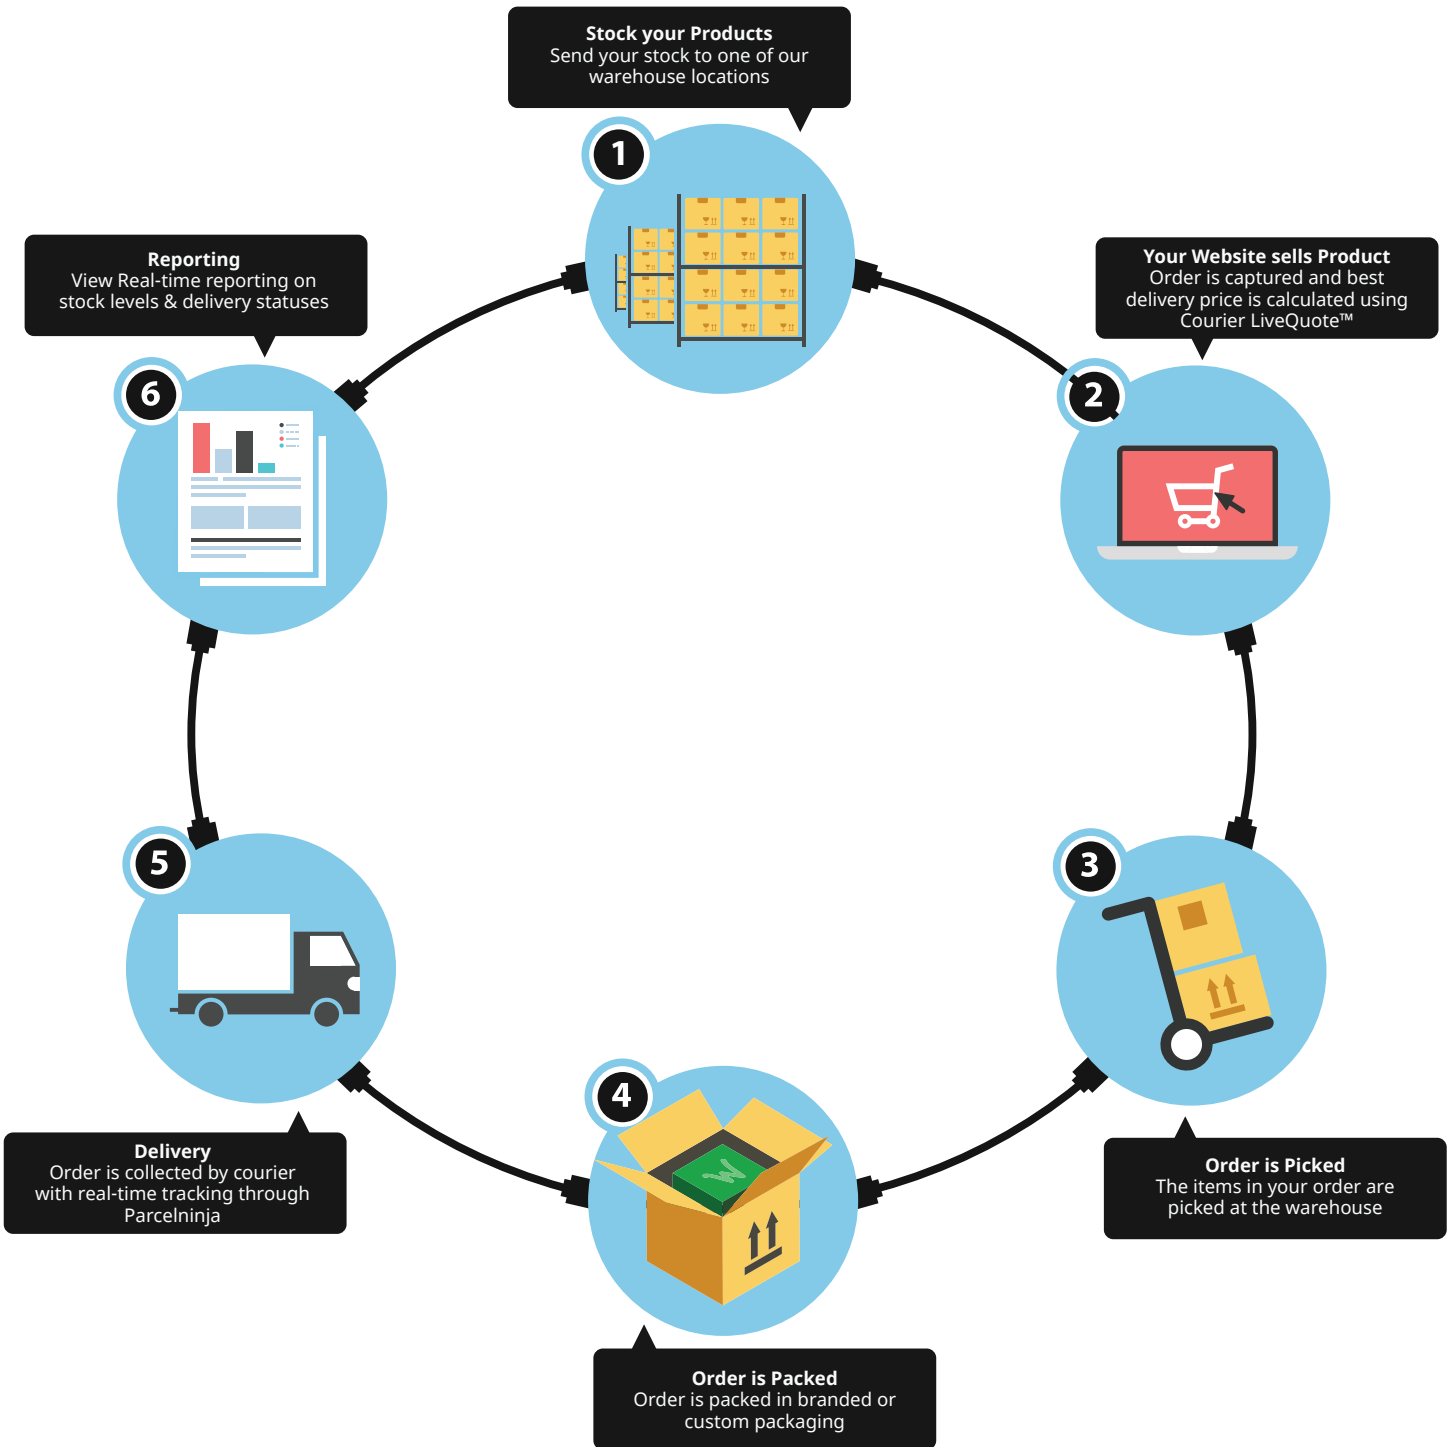 Stock your Products
Send your stock to one of our
warehouse locations
1
Your Website sells Product
Order is captured and best
delivery price is calculated using
Courier LiveQuote™
2
3
Order is Picked
The items in your order are
picked at the warehouse
4
Order is Packed
Order is packed in branded or
custom packaging
5
Delivery
Order is collected by courier
with real-time tracking through
Parcelninja
Reporting
View Real-time reporting on
stock levels & delivery statuses
6